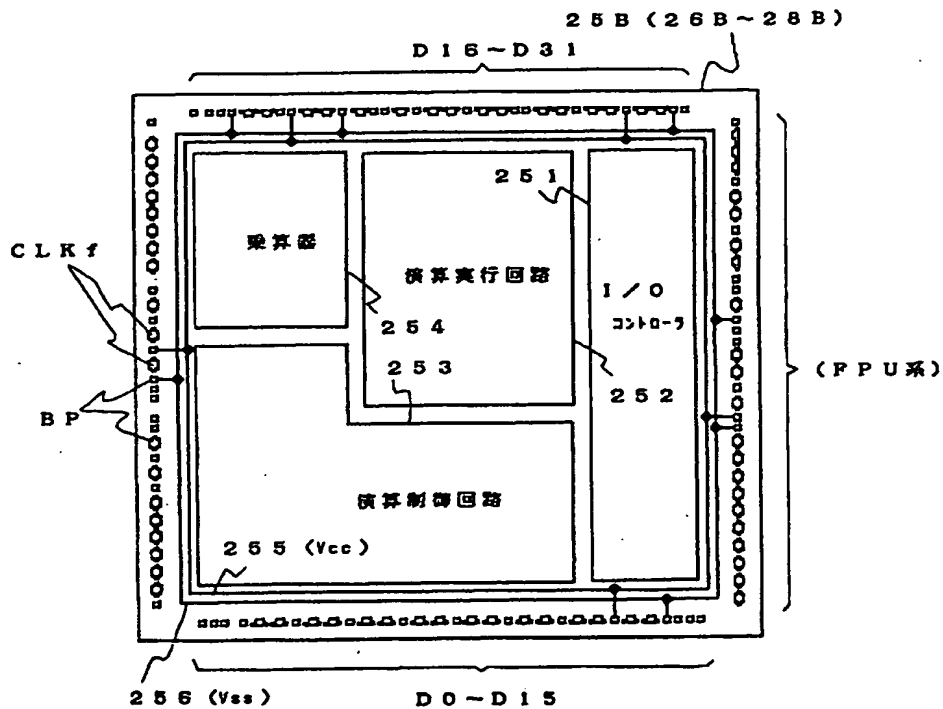 25B (26B~28B)
D16~D31
251
CLKf
乗算器
演算実行回路
I/O
コントローラ
254
253
252
(FPU系)
BP
演算制御回路
255 (Vcc)
256 (Vss)
D0~D15